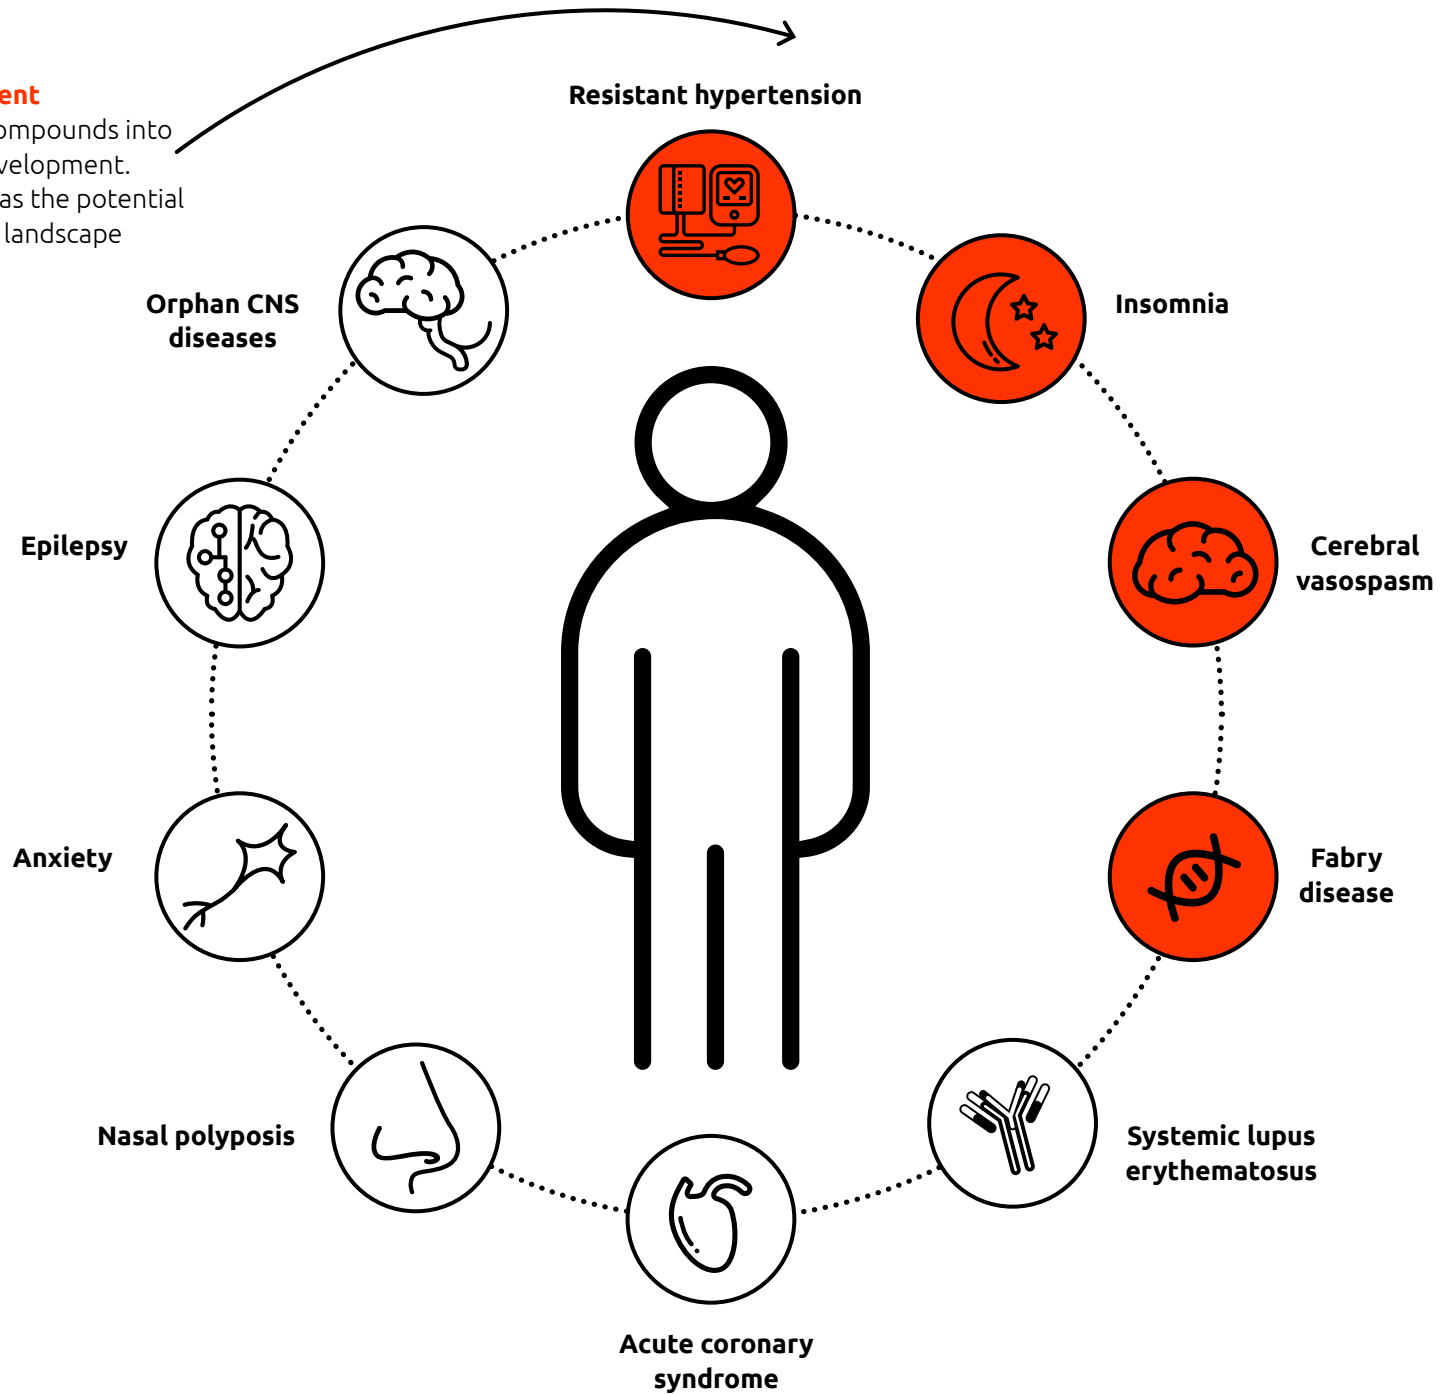 ent
ompounds into
velopment.
as the potential
landscape
Resistant hypertension
Insomnia
Cerebral
vasospasm
Fabry
disease
Systemic lupus
erythematosus
Acute coronary
syndrome
Nasal polyposis
Anxiety
Epilepsy
Orphan CNS
diseases